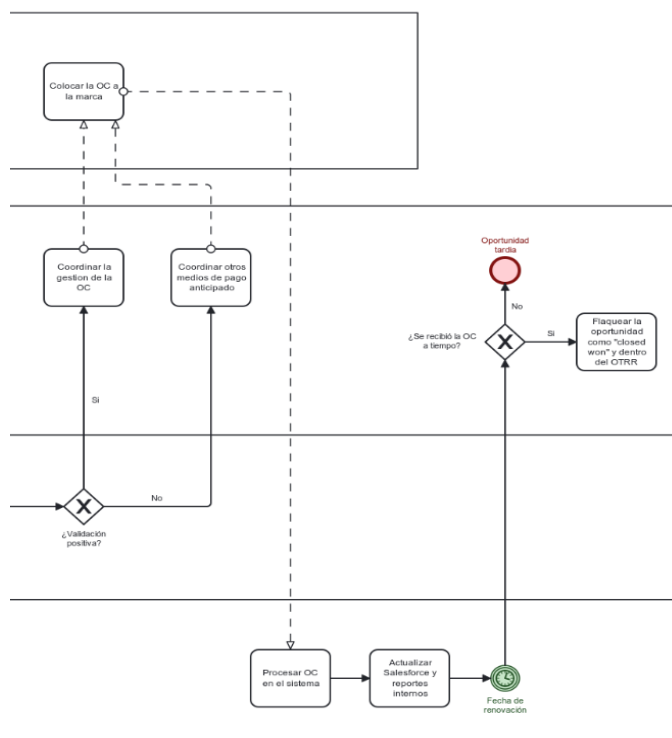 Colocar la OC a
la marca
Coordinar la
gestion de la
OC
Coordinar otros
medios de pago
anticipado
Oportunidad
tardía
No
¿Se recibió la OC
a tiempo?
Si
Flaquear la
oportunidad
como "closed
won" y dentro
del OTRR
Si
No
¿Validación
positiva?
Procesar OC
en el sistema
Actualizar
Salesforce y
reportes
internos
Fecha de
renovación